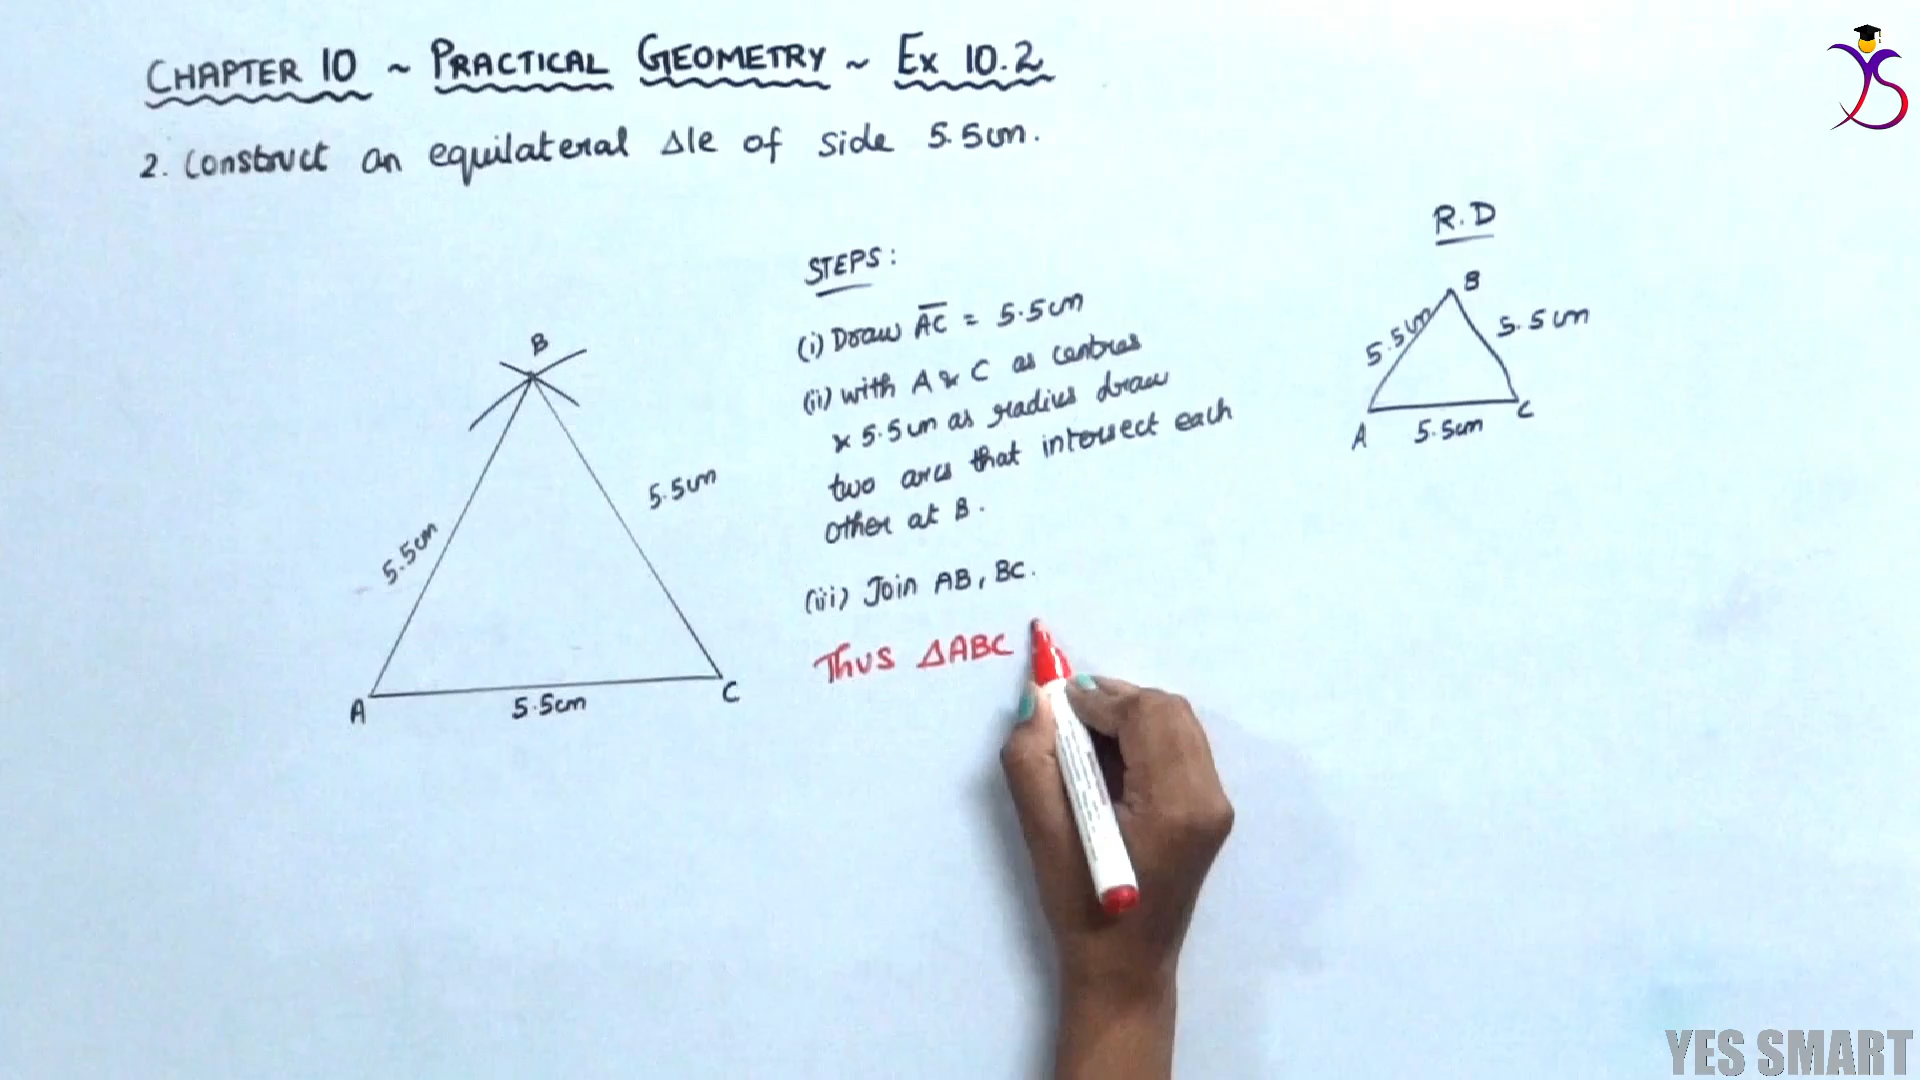 CHAPTER 10 ~ PRACTICAL GEOMETRY ~ Ex 10.2
2. Construct an equilateral Δle of side 5.5cm.
R.D
B
5.5cm
5.5cm
A
5.5cm
C
STEPS:
(i) Draw AC = 5.5cm
(ii) with A & C as centres
& 5.5cm as radius draw
two arcs that intersect each
other at B.
(iii) Join AB, BC.
Thus ΔABC
B
5.5cm
5.5cm
A
5.5cm
C
YS
YES SMART